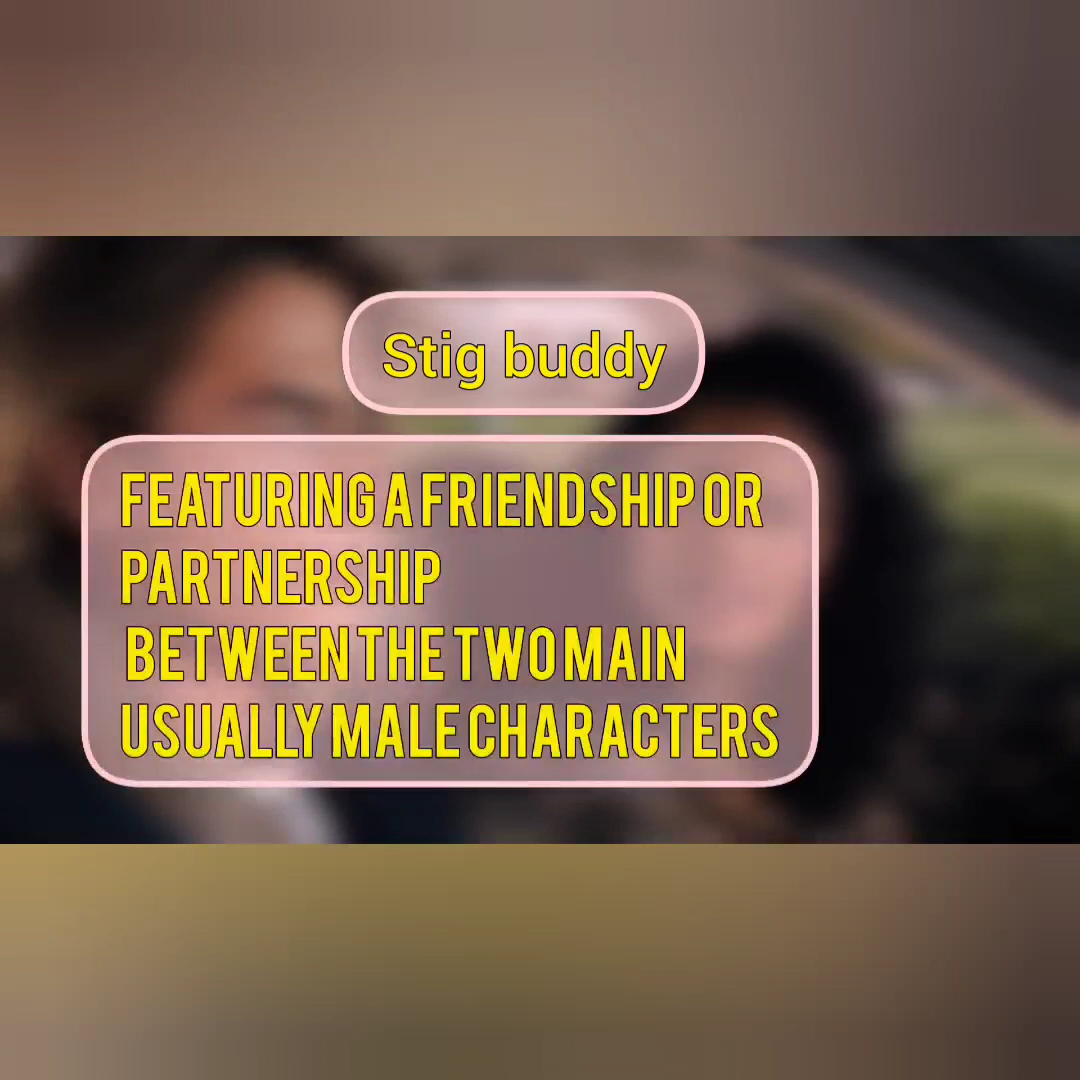 Stig buddy
FEATURING A FRIENDSHIP OR
PARTNERSHIP
BETWEEN THE TWO MAIN
USUALLY MALE CHARACTERS